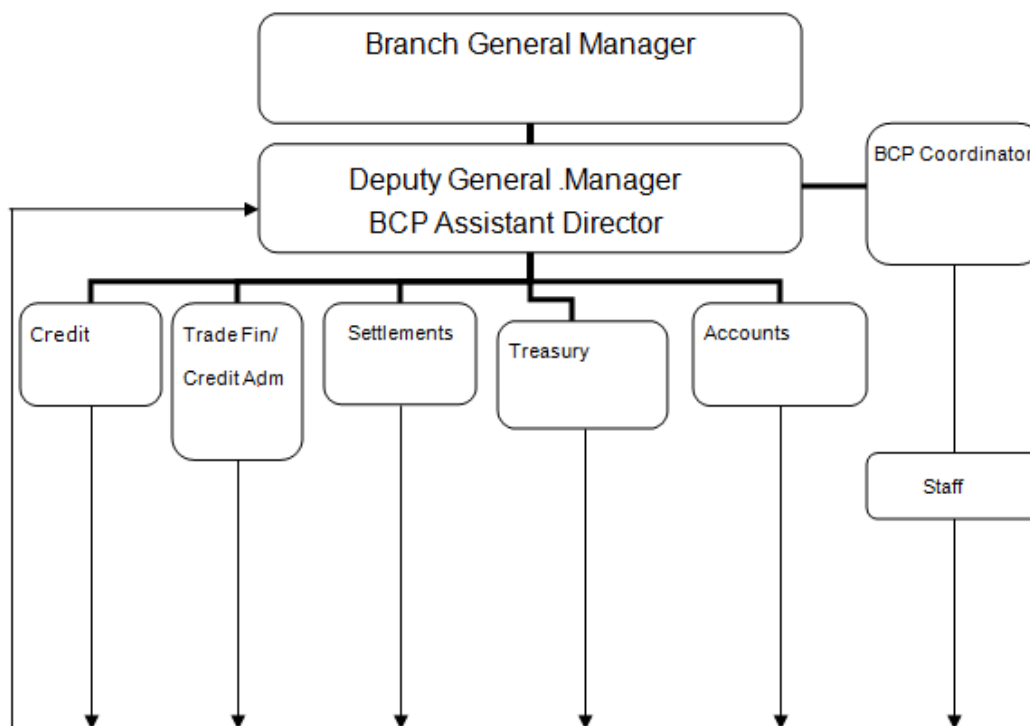 Branch General Manager
Deputy General .Manager
BCP Assistant Director
BCP Coordinator
Credit
Trade Fin/
Credit Adm
Settlements
Treasury
Accounts
Staff